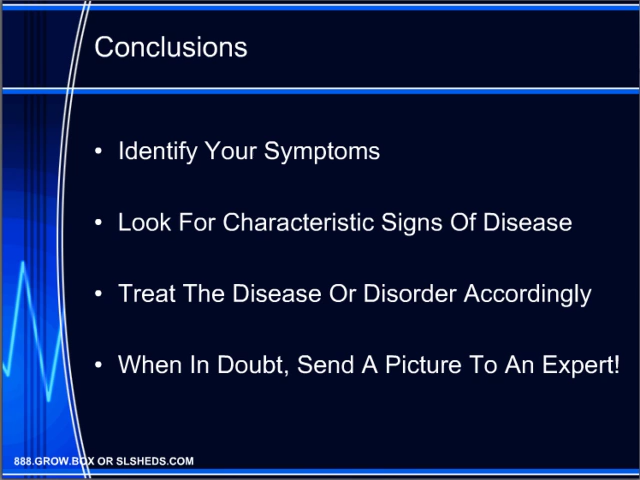 Conclusions
• Identify Your Symptoms
• Look For Characteristic Signs Of Disease
• Treat The Disease Or Disorder Accordingly
• When In Doubt, Send A Picture To An Expert!
888.GROW.BOX OR SLSHEDS.COM